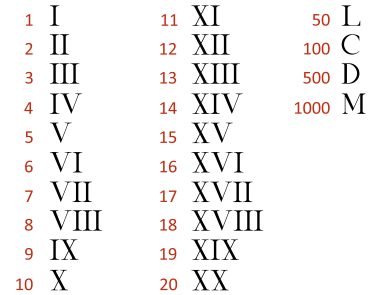 1 I
2 II
3 III
4 IV
5 V
6 VI
7 VII
8 VIII
9 IX
10 X
11 XI
12 XII
13 XIII
14 XIV
15 XV
16 XVI
17 XVII
18 XVIII
19 XIX
20 XX
50 L
100 C
500 D
1000 M